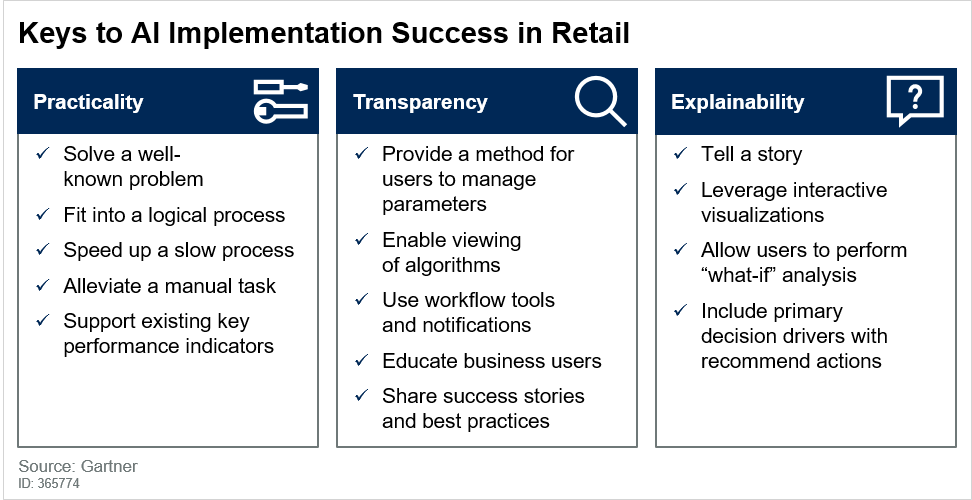 Keys to AI Implementation Success in Retail
Practicality
Solve a well-
known problem
Fit into a logical process
Speed up a slow process
Alleviate a manual task
Support existing key
performance indicators
Transparency
Provide a method for
users to manage
parameters
Enable viewing
of algorithms
Use workflow tools
and notifications
Educate business users
Share success stories
and best practices
?
Explainability
Tell a story
Leverage interactive
visualizations
Allow users to perform
“what-if” analysis
Include primary
decision drivers with
recommend actions
Source: Gartner
ID: 365774